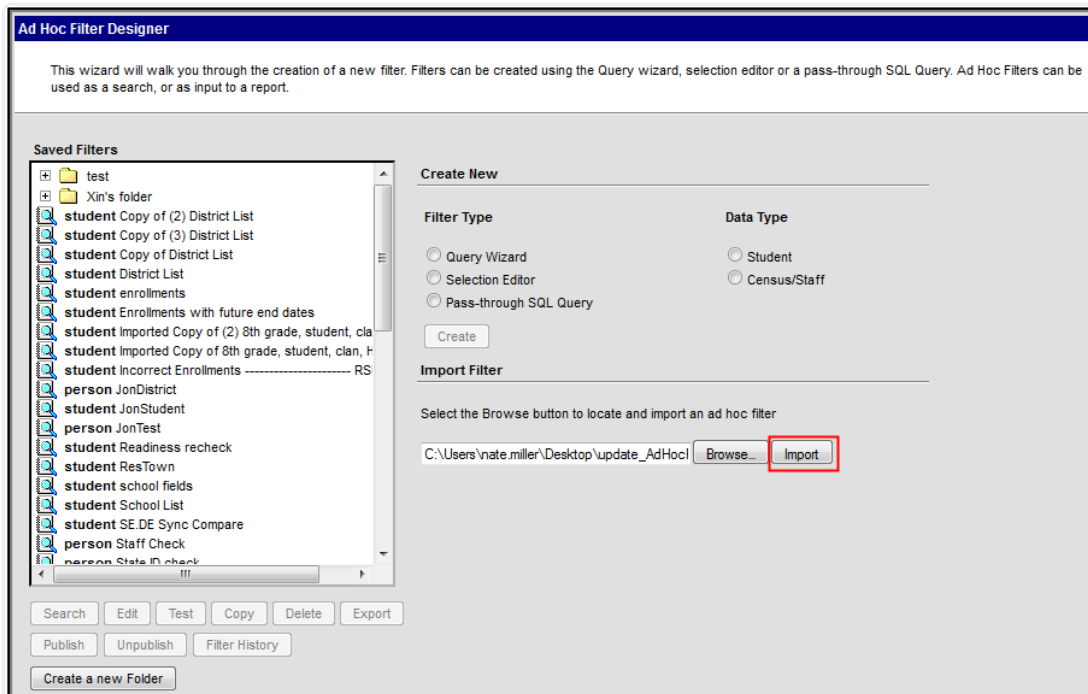 Ad Hoc Filter Designer
This wizard will walk you through the creation of a new filter. Filters can be created using the Query wizard, selection editor or a pass-through SQL Query. Ad Hoc Filters can be
used as a search, or as input to a report.
Saved Filters
test
Xin's folder
student Copy of (2) District List
student Copy of (3) District List
student Copy of District List
student District List
student enrollments
student Enrollments with future end dates
student Imported Copy of (2) 8th grade, student, cla
student Imported Copy of 8th grade, student, clan, H
student Incorrect Enrollments ---------------------- RS
person JonDistrict
student JonStudent
person JonTest
student Readiness recheck
student ResTown
student school fields
student School List
student SE.DE Sync Compare
person Staff Check
person State ID check
Search Edit Test Copy Delete Export
Publish Unpublish Filter History
Create a new Folder
Create New
Filter Type
Query Wizard
Selection Editor
Pass-through SQL Query
Data Type
Student
Census/Staff
Create
Import Filter
Select the Browse button to locate and import an ad hoc filter
C:\Users\nate.miller\Desktop\update_AdHocl Browse... Import